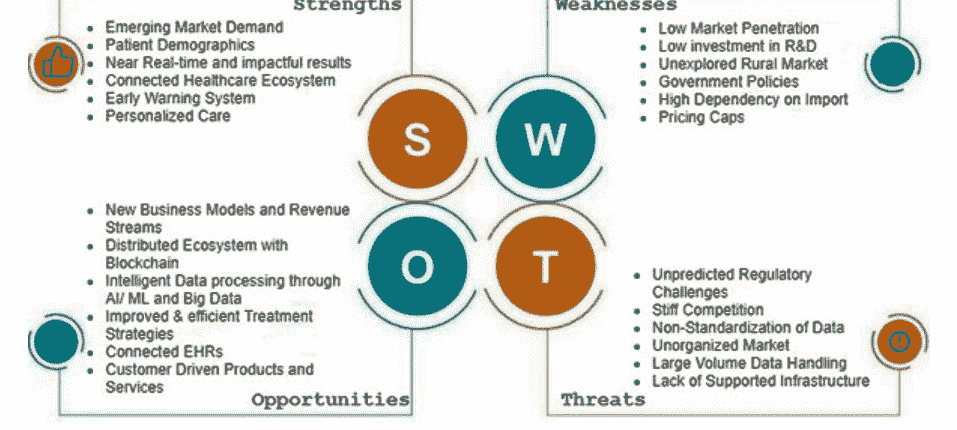 Strengths
Emerging Market Demand
Patient Demographics
Near Real-time and impactful results
Connected Healthcare Ecosystem
Early Warning System
Personalized Care
Weaknesses
Low Market Penetration
Low investment in R&D
Unexplored Rural Market
Government Policies
High Dependency on Import
Pricing Caps
S
W
O
T
New Business Models and Revenue
Streams
Distributed Ecosystem with
Blockchain
Intelligent Data processing through
AI/ ML and Big Data
Improved & efficient Treatment
Strategies
Connected EHRs
Customer Driven Products and
Services
Opportunities
Unpredicted Regulatory
Challenges
Stiff Competition
Non-Standardization of Data
Unorganized Market
Large Volume Data Handling
Lack of Supported Infrastructure
Threats